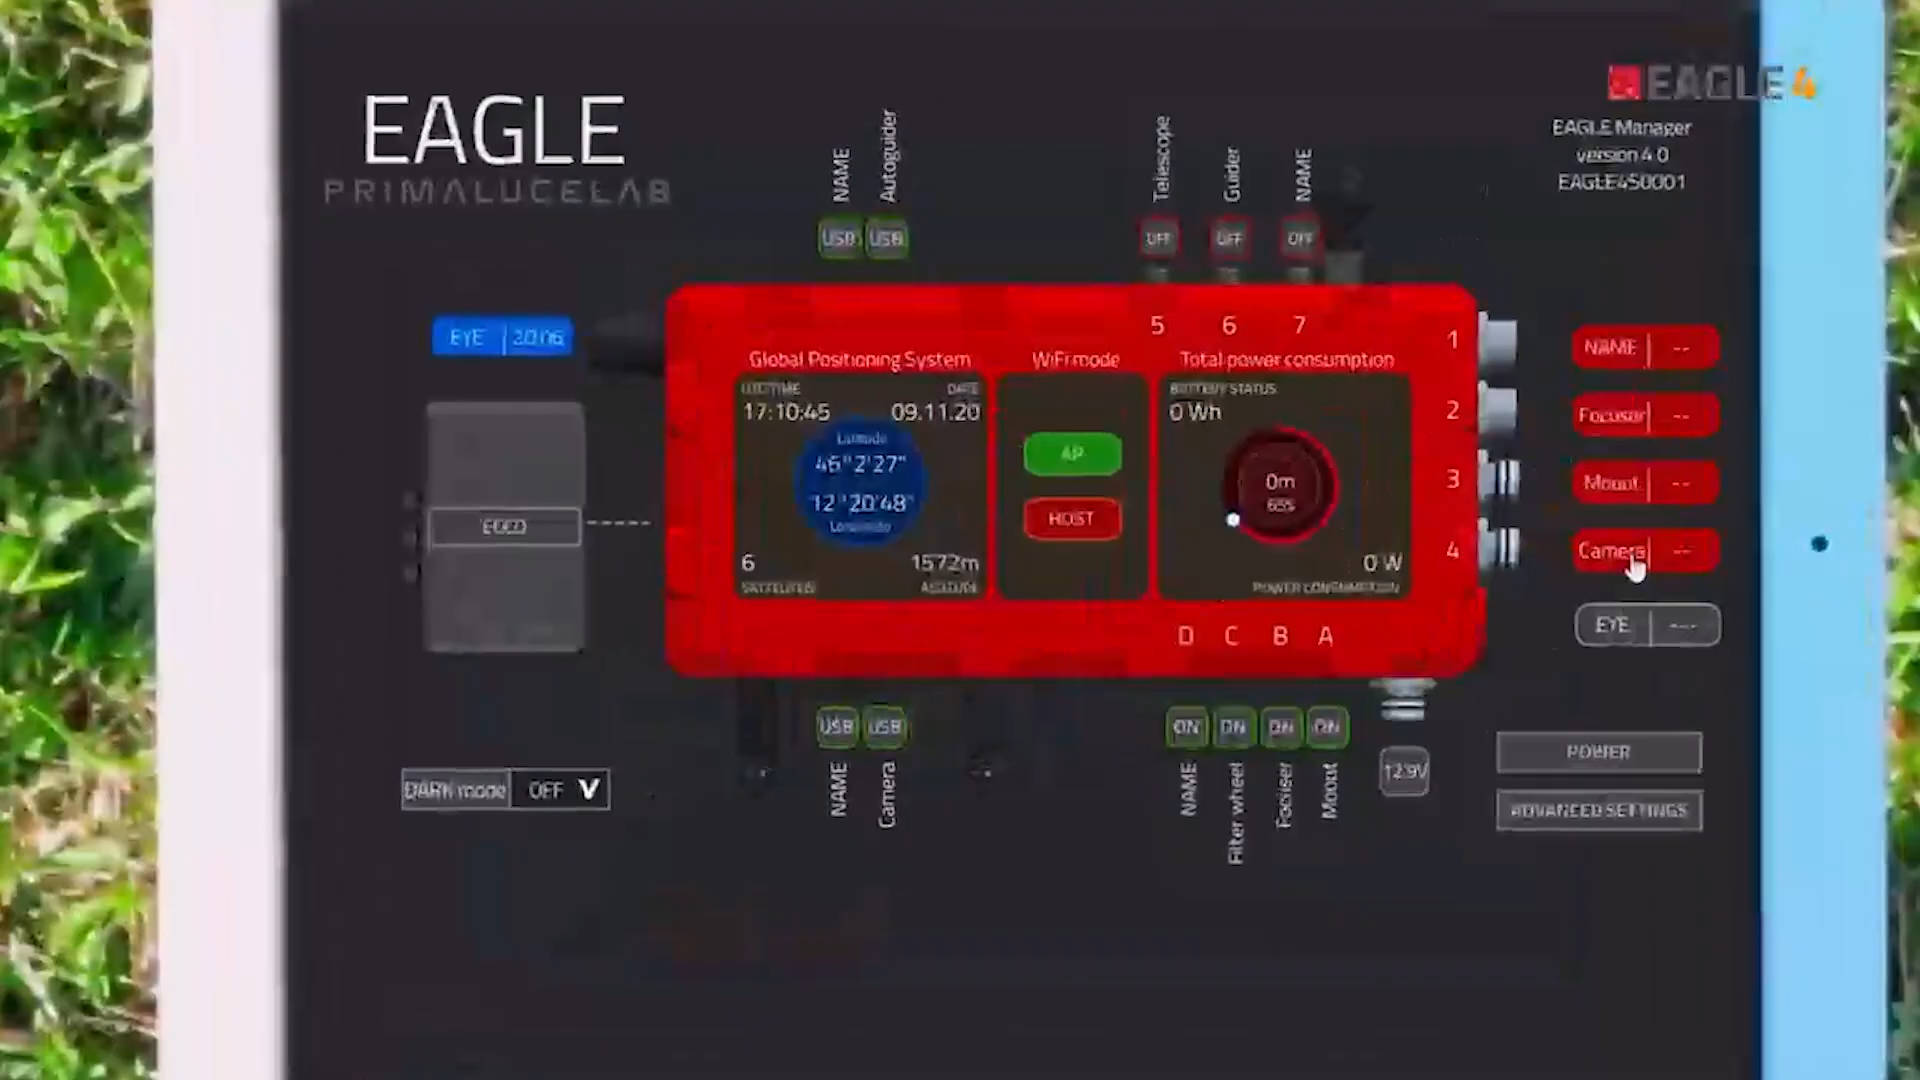 EAGLE 4
EAGLE
PRIMALUCELAB
EAGLE Manager
version 4.0
EAGLE450001
NAME
Autoguider
Telescope
Guider
NAME
USB
USB
OFF
OFF
OFF
EYE 20.06
5 6 7
1
2
3
4
Global Positioning System
WiFi mode
Total power consumption
DATE
BATTERY STATUS
17:10:45
09.11.20
0 Wh
Latitude
46°2'27"
12°20'48"
Longitude
AP
HOST
0m
6
1572m
0 W
SATELLITES
POWER CONSUMPTION
D C B A
NAME --
Focuser --
Mount --
Camera --
EYE ---
USB
USB
ON
ON
ON
ON
NAME
Camera
NAME
Filter wheel
Focuser
Mount
12.9V
DARK mode OFF
POWER
ADVANCED SETTINGS